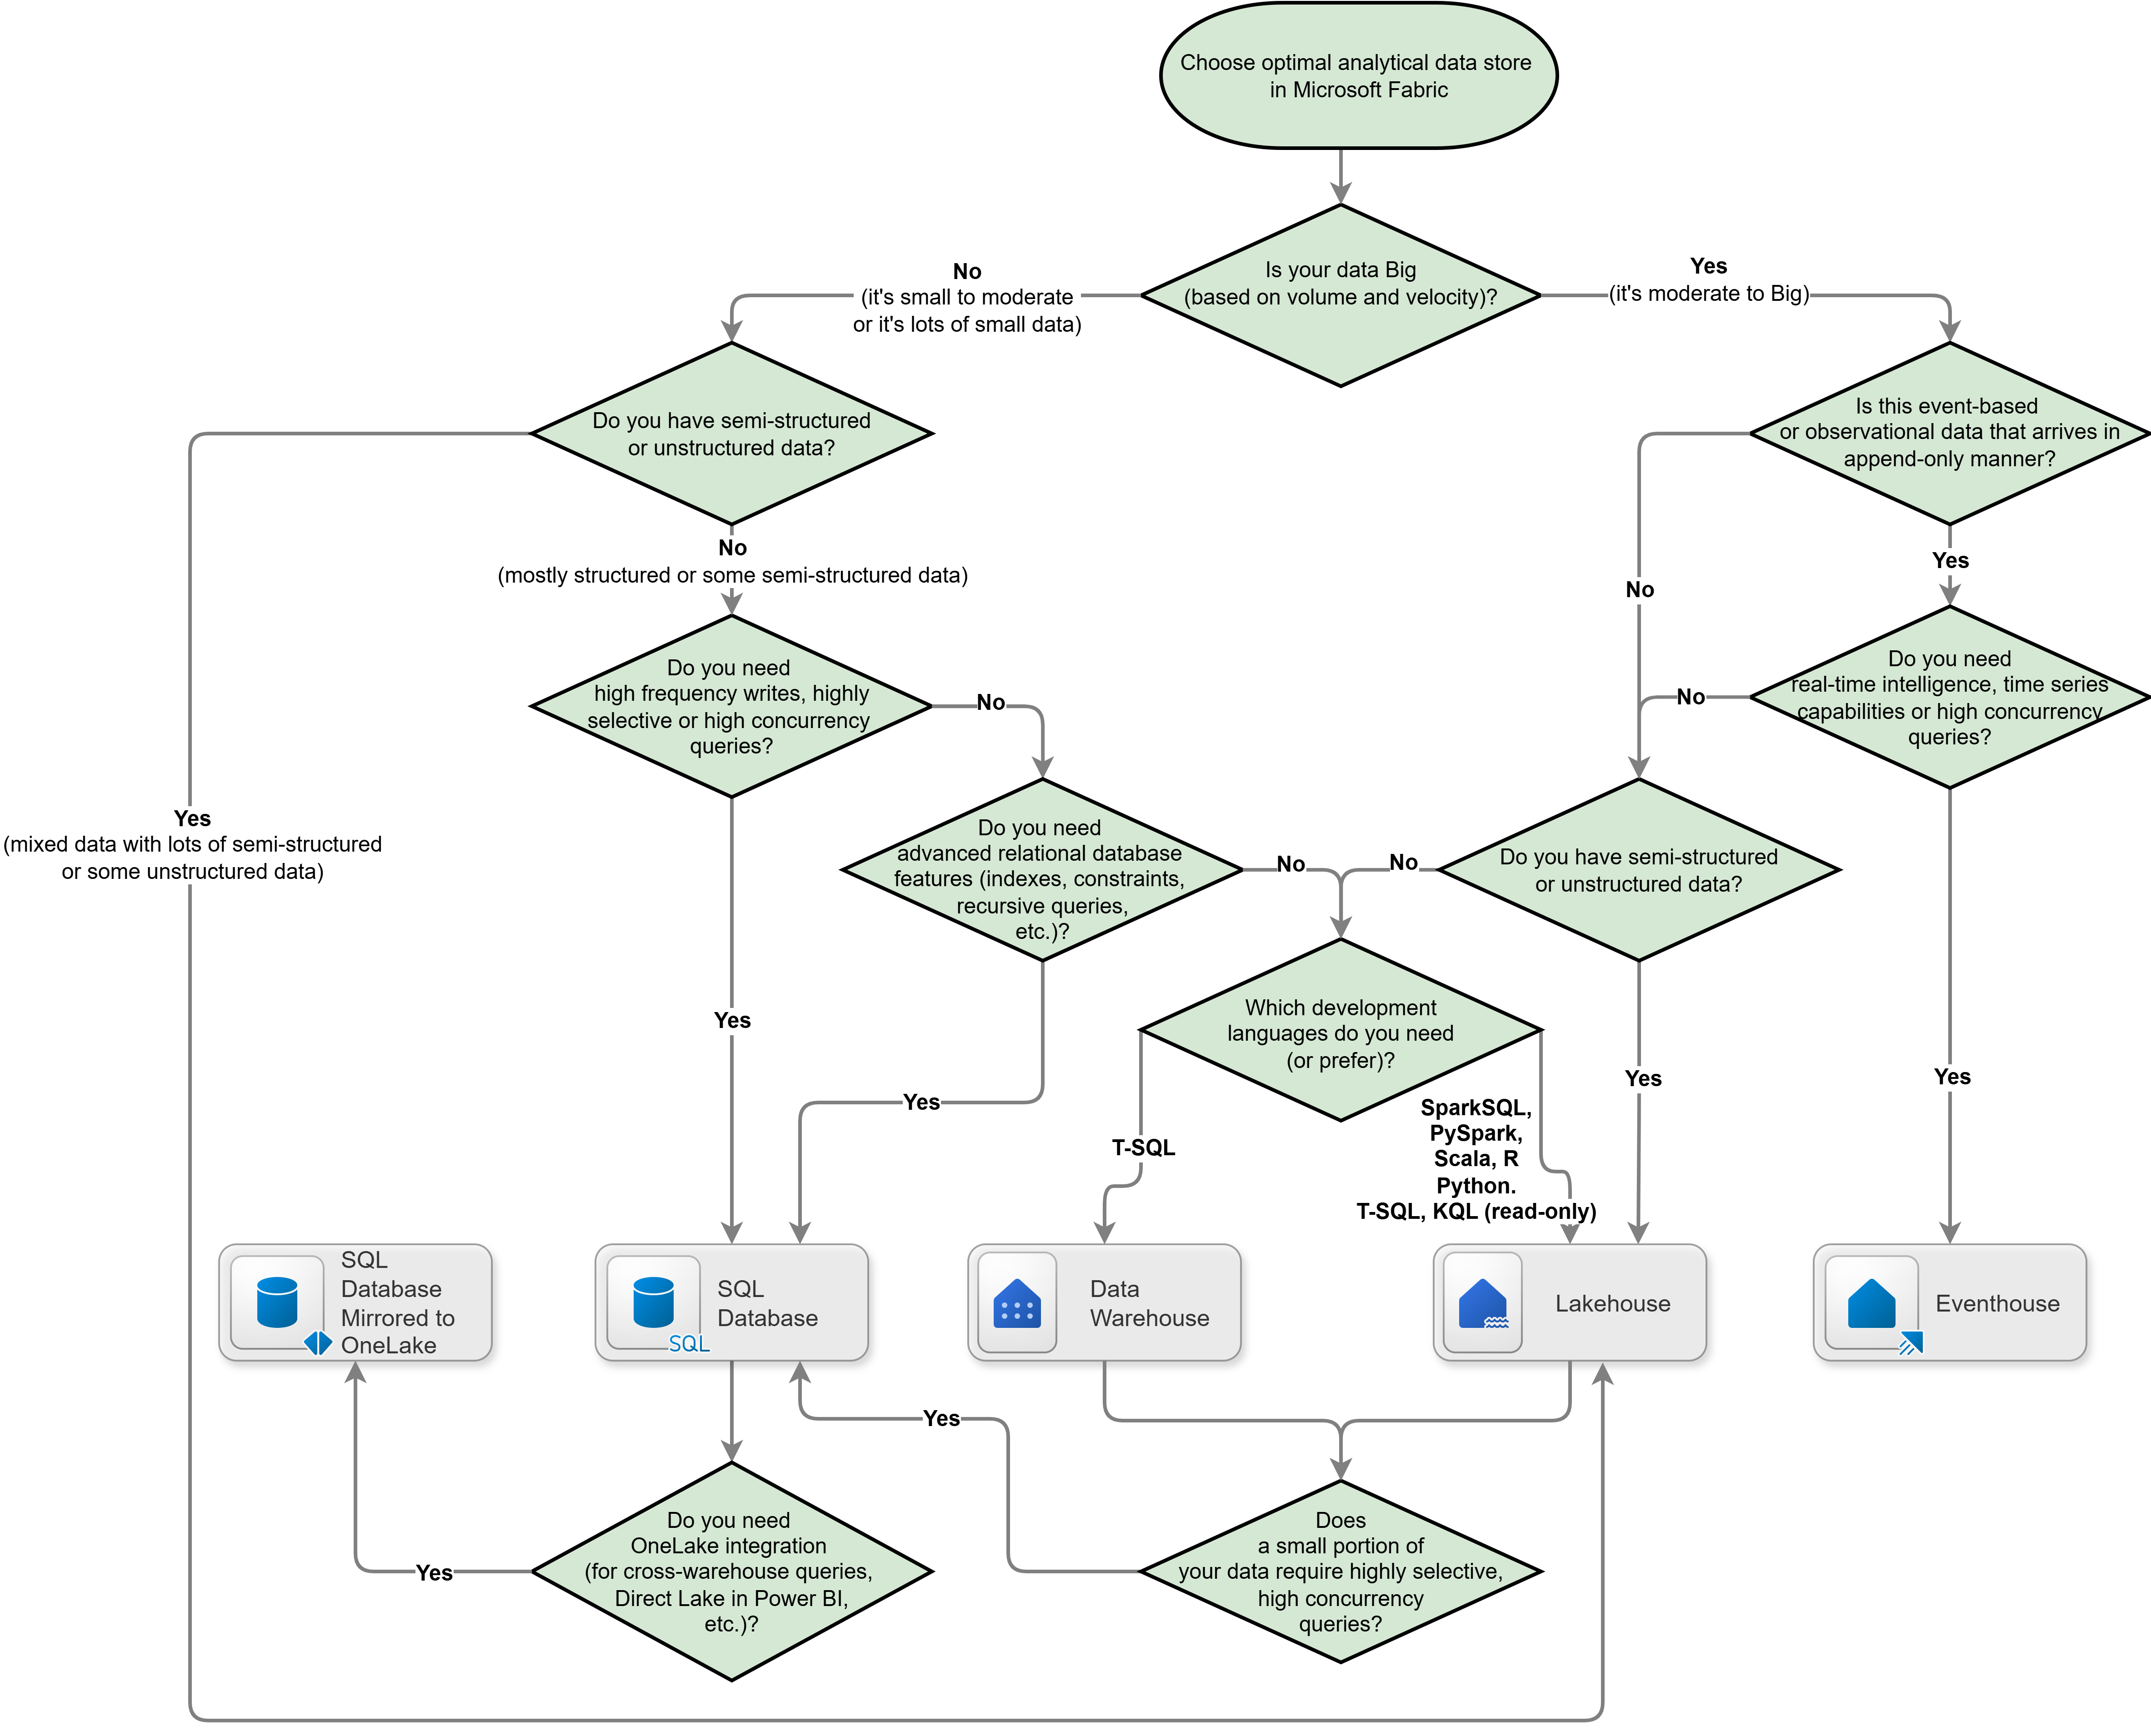 Choose optimal analytical data store
in Microsoft Fabric
Is your data Big
(based on volume and velocity)?
No
(it's small to moderate
or it's lots of small data)
Yes
(it's moderate to Big)
Do you have semi-structured
or unstructured data?
Is this event-based
or observational data that arrives in
append-only manner?
No
(mostly structured or some semi-structured data)
Yes
No
Do you need
high frequency writes, highly
selective or high concurrency
queries?
No
Do you need
real-time intelligence, time series
capabilities or high concurrency
queries?
No
Yes
(mixed data with lots of semi-structured
or some unstructured data)
Do you need
advanced relational database
features (indexes, constraints,
recursive queries,
etc.)?
No
No
Do you have semi-structured
or unstructured data?
Which development
languages do you need
(or prefer)?
Yes
Yes
T-SQL
SparkSQL,
PySpark,
Scala, R
Python.
T-SQL, KQL (read-only)
Yes
Yes
SQL
Database
Mirrored to
OneLake
SQL
SQL
Database
Data
Warehouse
Lakehouse
Eventhouse
Yes
Do you need
OneLake integration
(for cross-warehouse queries,
Direct Lake in Power BI,
etc.)?
Yes
Does
a small portion of
your data require highly selective,
high concurrency
queries?